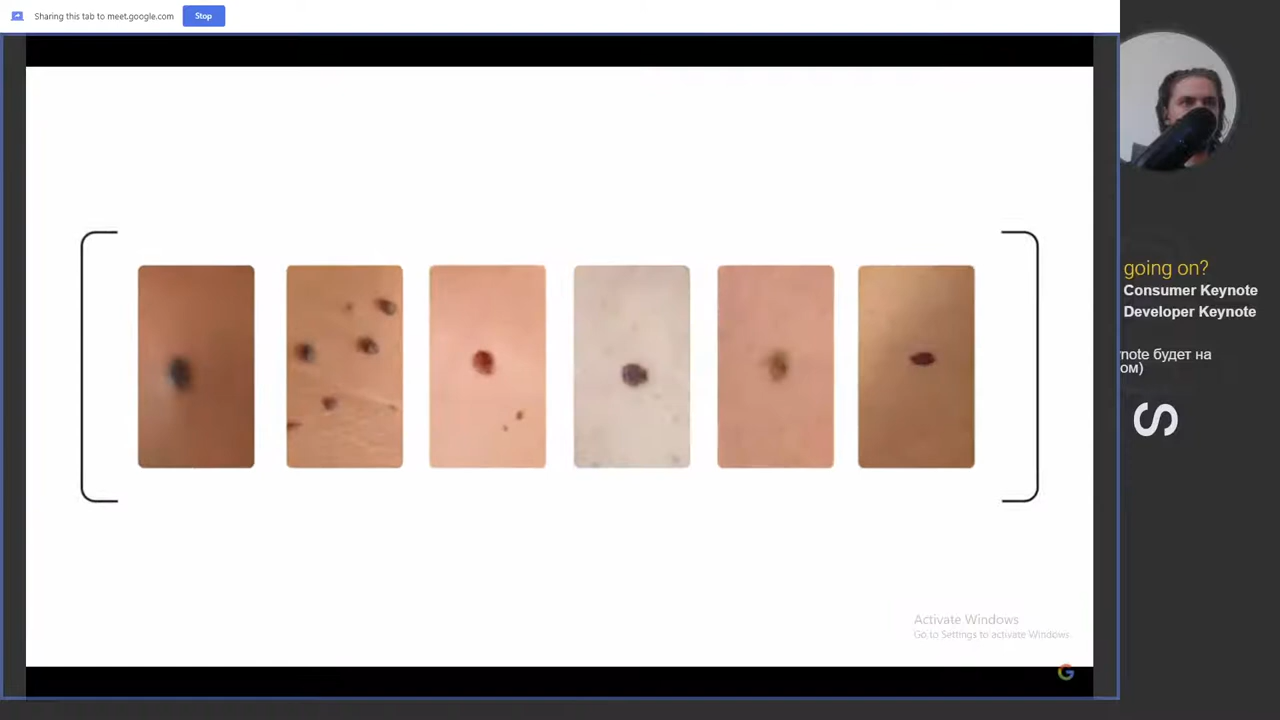 Sharing this tab to meet.google.com
Stop
going on?
Consumer Keynote
Developer Keynote
note будет на
ом)
S
Activate Windows
Go to Settings to activate Windows
G